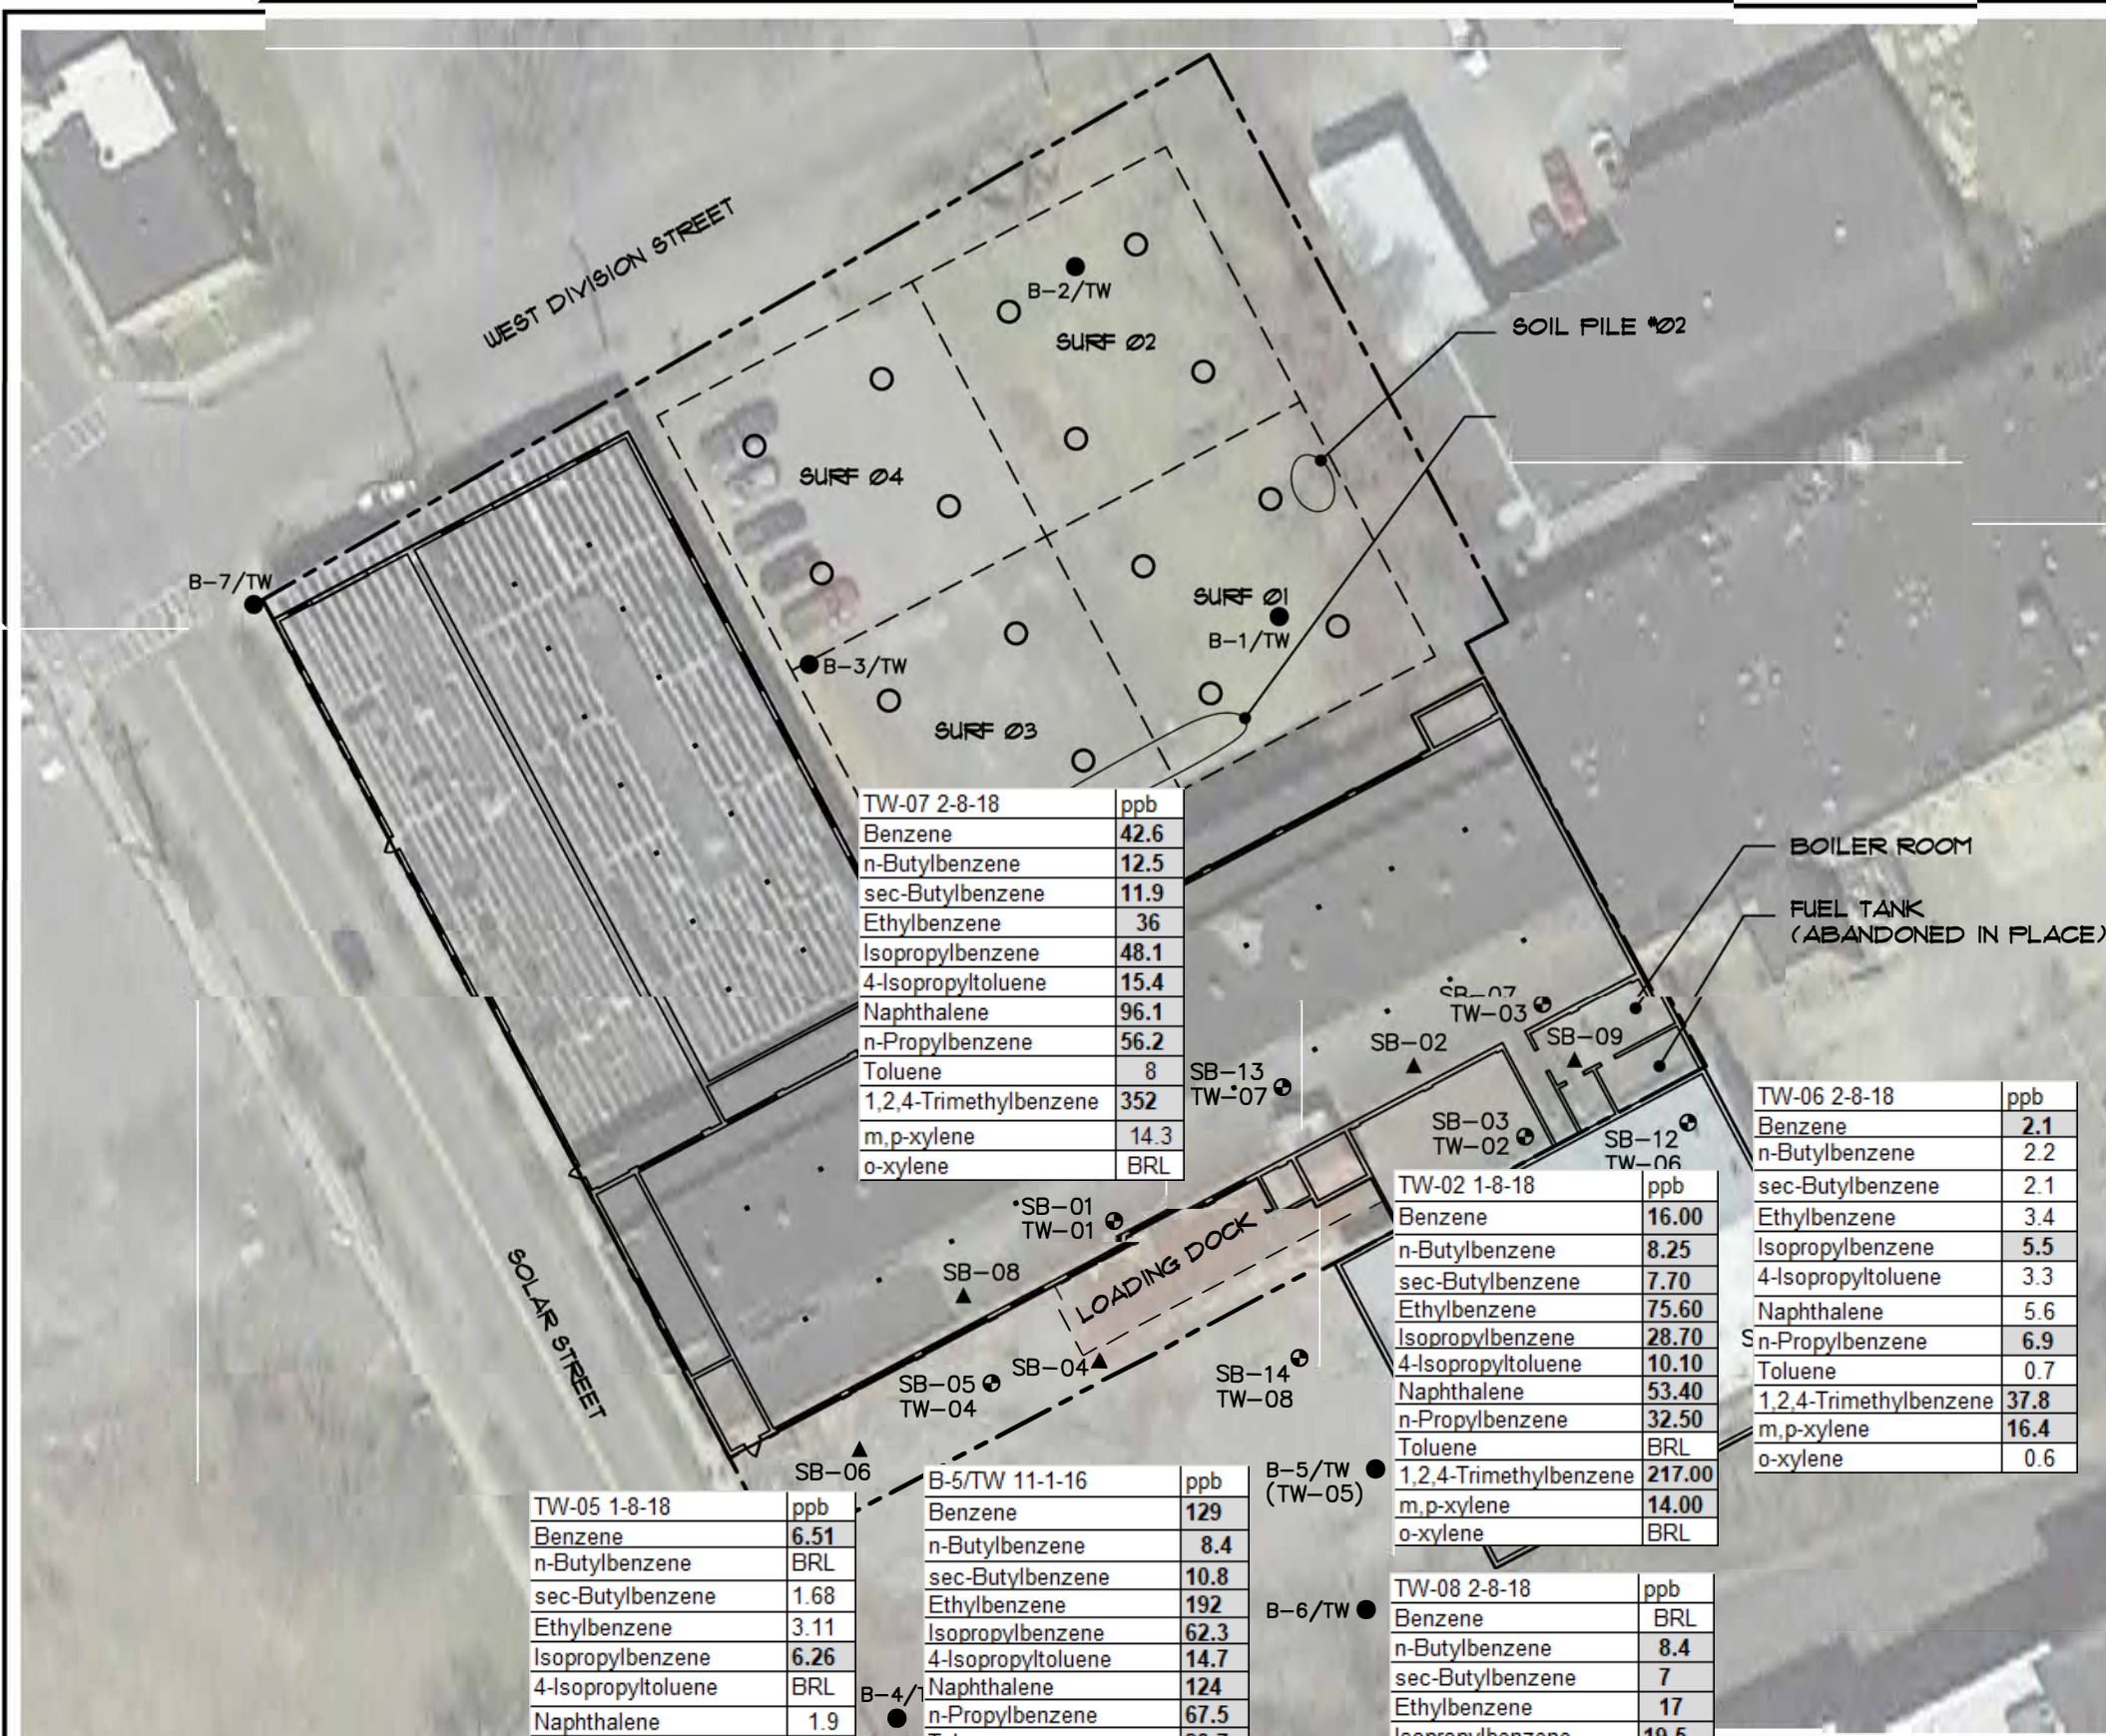 WEST DIVISION STREET
B-2/TW
SURF Ø2
SOIL PILE #02
SURF Ø4
B-7/TW
SURF Ø1
B-1/TW
B-3/TW
SURF Ø3
TW-07 2-8-18 ppb
Benzene 42.6
n-Butylbenzene 12.5
sec-Butylbenzene 11.9
Ethylbenzene 36
Isopropylbenzene 48.1
4-Isopropyltoluene 15.4
Naphthalene 96.1
n-Propylbenzene 56.2
Toluene 8
1,2,4-Trimethylbenzene 352
m,p-xylene 14.3
o-xylene BRL
BOILER ROOM
FUEL TANK
(ABANDONED IN PLACE)
SB-07
TW-03
SB-02
SB-09
SB-13
TW-07
SB-03
TW-02
SB-12
TW-06
TW-06 2-8-18 ppb
Benzene 2.1
n-Butylbenzene 2.2
sec-Butylbenzene 2.1
Ethylbenzene 3.4
Isopropylbenzene 5.5
4-Isopropyltoluene 3.3
Naphthalene 5.6
n-Propylbenzene 6.9
Toluene 0.7
1,2,4-Trimethylbenzene 37.8
m,p-xylene 16.4
o-xylene 0.6
TW-02 1-8-18 ppb
Benzene 16.00
n-Butylbenzene 8.25
sec-Butylbenzene 7.70
Ethylbenzene 75.60
Isopropylbenzene 28.70
4-Isopropyltoluene 10.10
Naphthalene 53.40
n-Propylbenzene 32.50
Toluene BRL
1,2,4-Trimethylbenzene 217.00
m,p-xylene 14.00
o-xylene BRL
SB-01
TW-01
SB-08
LOADING DOCK
SOLAR STREET
SB-04
SB-05
TW-04
SB-14
TW-08
SB-06
B-5/TW
(TW-05)
B-6/TW
TW-05 1-8-18 ppb
Benzene 6.51
n-Butylbenzene BRL
sec-Butylbenzene 1.68
Ethylbenzene 3.11
Isopropylbenzene 6.26
4-Isopropyltoluene BRL
Naphthalene 1.9
B-4/T
B-5/TW 11-1-16 ppb
Benzene 129
n-Butylbenzene 8.4
sec-Butylbenzene 10.8
Ethylbenzene 192
Isopropylbenzene 62.3
4-Isopropyltoluene 14.7
Naphthalene 124
n-Propylbenzene 67.5
TW-08 2-8-18 ppb
Benzene BRL
n-Butylbenzene 8.4
sec-Butylbenzene 7
Ethylbenzene 17
Isopropylbenzene 19.5